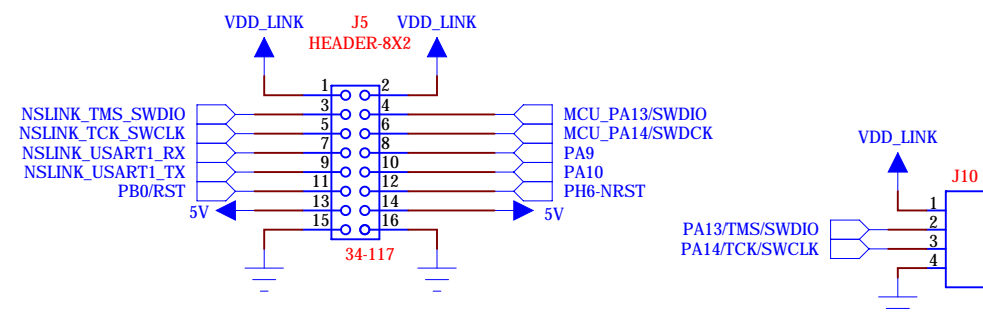 VDD_LINK J5 VDD_LINK
HEADER-8X2
1 2
NSLINK_TMS_SWDIO 3 4 MCU_PA13/SWDIO
NSLINK_TCK_SWCLK 5 6 MCU_PA14/SWDCK
NSLINK_USART1_RX 7 8 PA9
NSLINK_USART1_TX 9 10 PA10
PB0/RST 11 12 PH6-NRST
5V 13 14 5V
15 16
34-117
VDD_LINK
J10
1
PA13/TMS/SWDIO 2
PA14/TCK/SWCLK 3
4